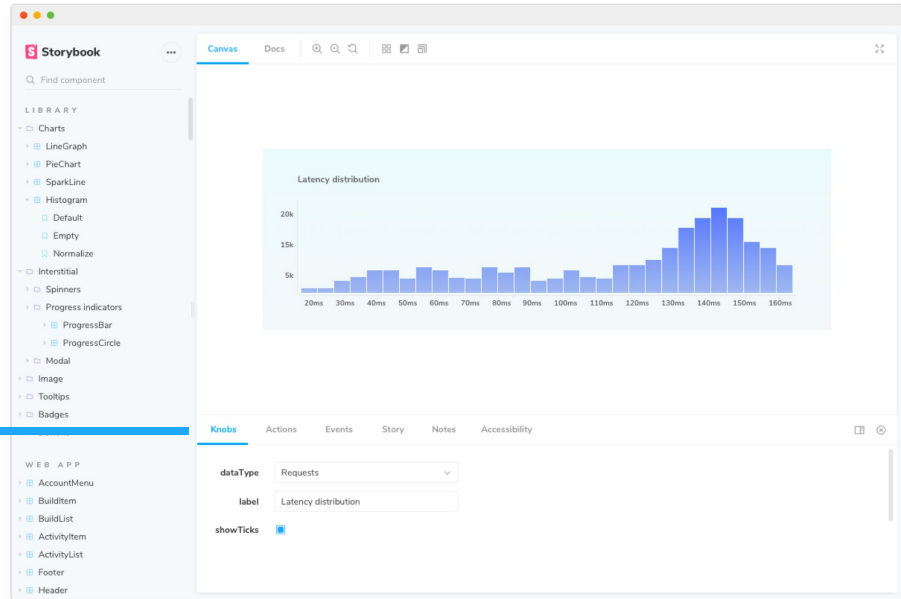 Storybook
Find component
LIBRARY
Charts
LineGraph
PieChart
SparkLine
Histogram
Default
Empty
Normalize
Interstitial
Spinners
Progress indicators
ProgressBar
ProgressCircle
Modal
Image
Tooltips
Badges
WEB APP
AccountMenu
BuildItem
BuildList
ActivityItem
ActivityList
Footer
Header
Canvas Docs
Latency distribution
20k
15k
5k
20ms 30ms 40ms 50ms 60ms 70ms 80ms 90ms 100ms 110ms 120ms 130ms 140ms 150ms 160ms
Knobs Actions Events Story Notes Accessibility
dataType Requests
label Latency distribution
showTicks